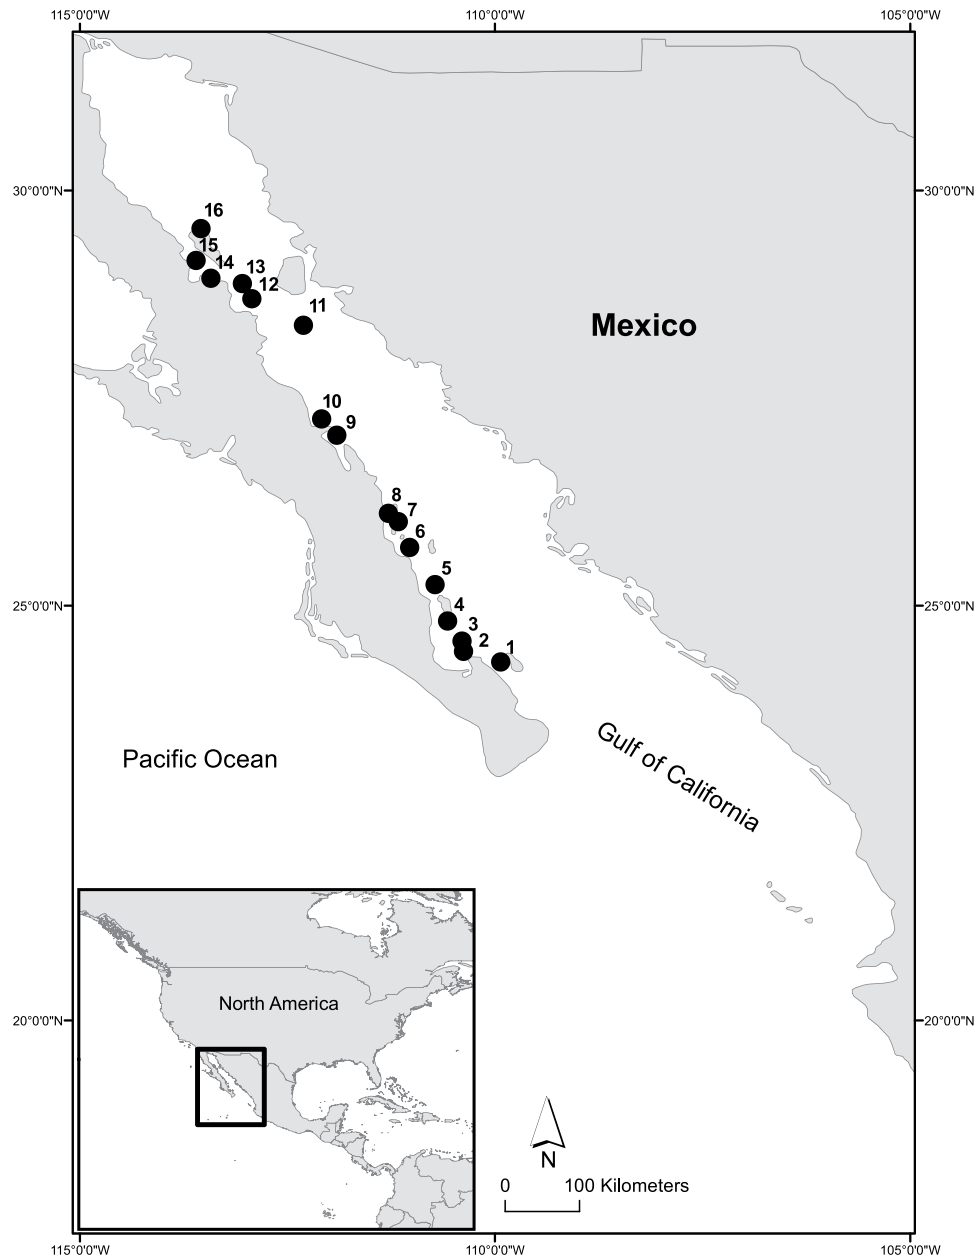 115°0'0"W 110°0'0"W 105°0'0"W
30°0'0"N 30°0'0"N
16
15
14
13
12
11
Mexico
10
9
8
7
6
5
25°0'0"N 25°0'0"N
4
3
2
1
Gulf of California
Pacific Ocean
North America
20°0'0"N 20°0'0"N
N
0 100 Kilometers
115°0'0"W 110°0'0"W 105°0'0"W